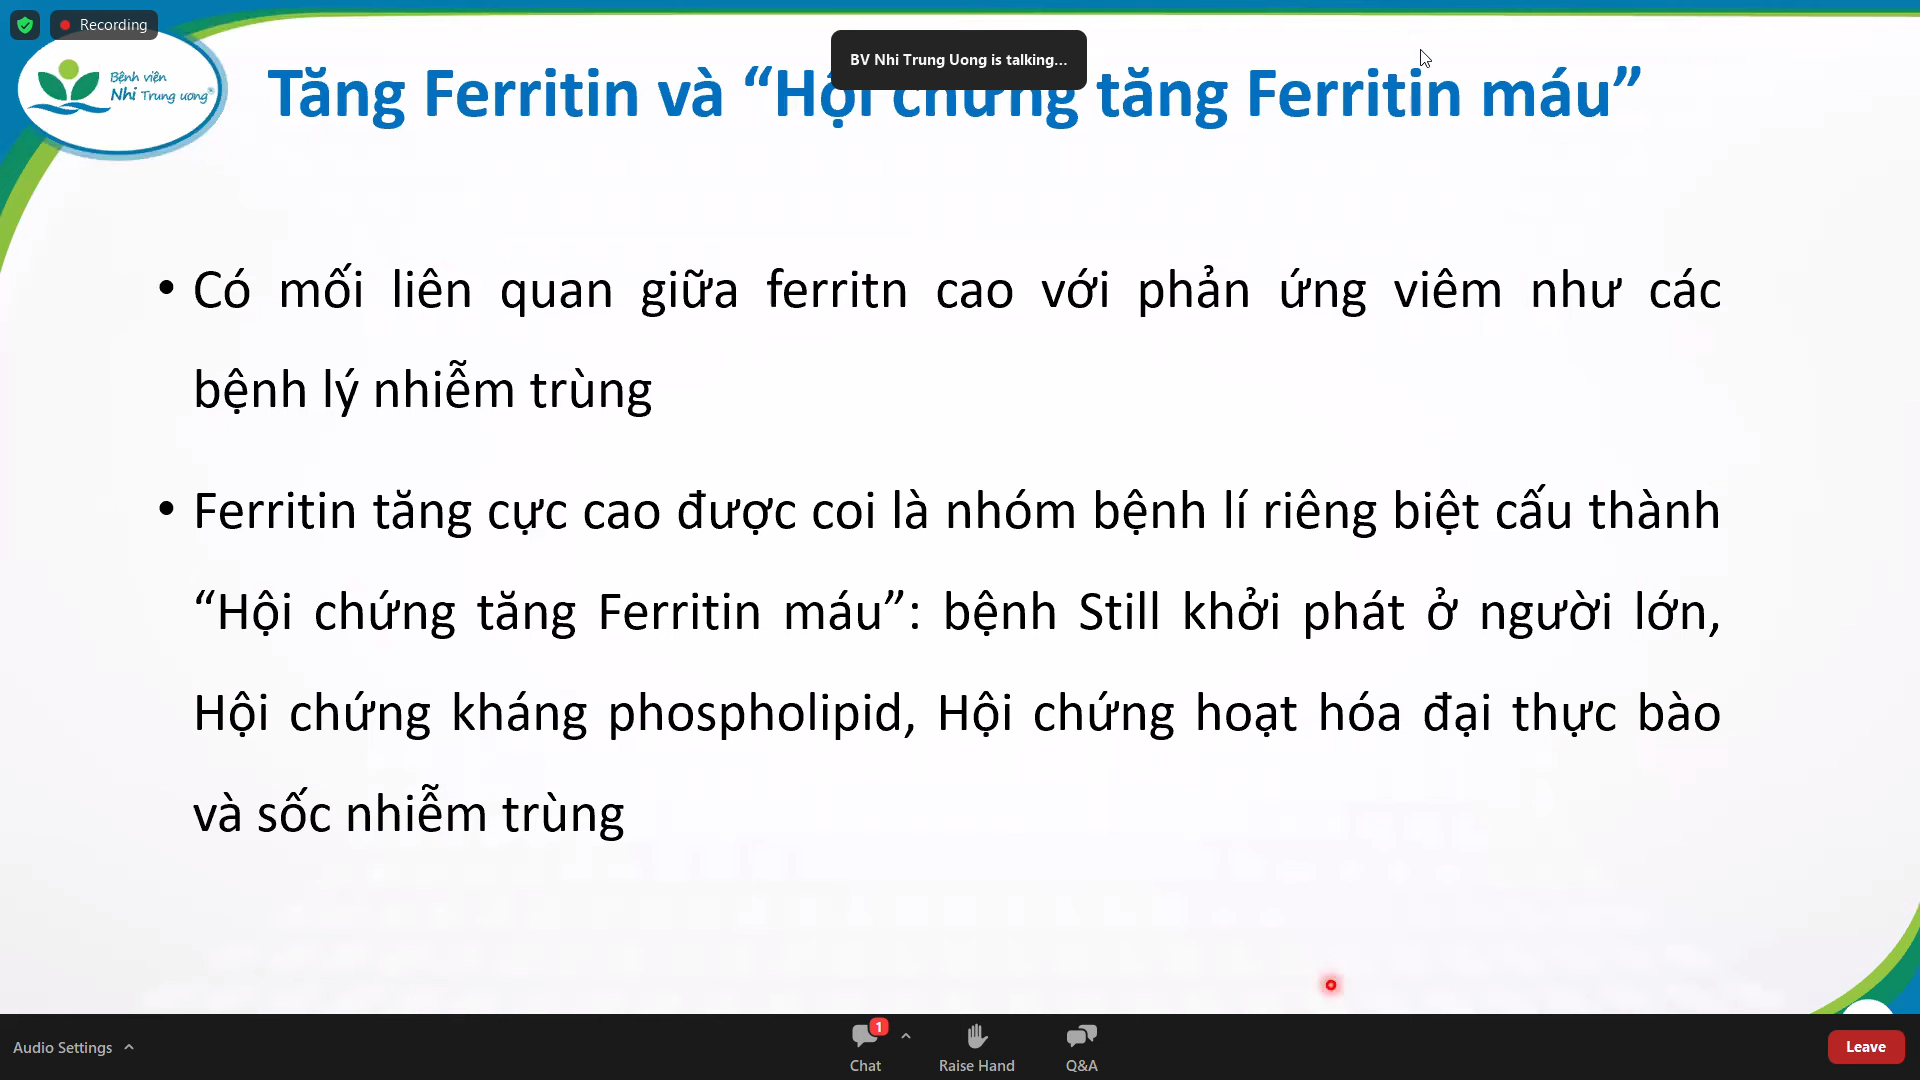 Recording
BV Nhi Trung Uong is talking...
Bệnh viện
Nhi Trung ương
Tăng Ferritin và “Hội chứng tăng Ferritin máu”
• Có mối liên quan giữa ferritn cao với phản ứng viêm như các
bệnh lý nhiễm trùng
• Ferritin tăng cực cao được coi là nhóm bệnh lí riêng biệt cấu thành
“Hội chứng tăng Ferritin máu”: bệnh Still khởi phát ở người lớn,
Hội chứng kháng phospholipid, Hội chứng hoạt hóa đại thực bào
và sốc nhiễm trùng
Audio Settings
1
Chat
Raise Hand
Q&A
Leave